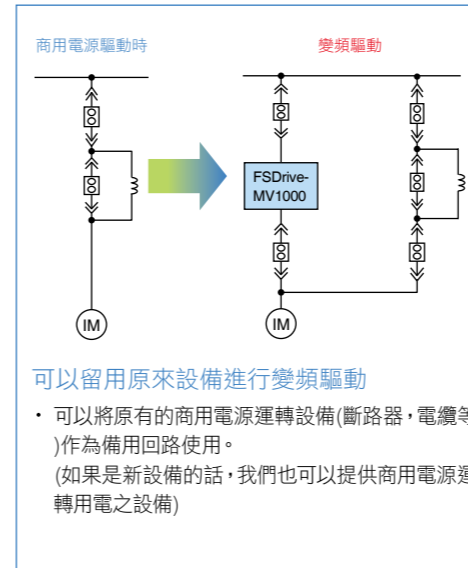 商用電源驅動時
變頻驅動
FSDrive-
MV1000
IM
IM
可以留用原來設備進行變頻驅動
• 可以將原有的商用電源運轉設備(斷路器，電纜等
)作為備用回路使用。
(如果是新設備的話，我們也可以提供商用電源運
轉用電之設備)